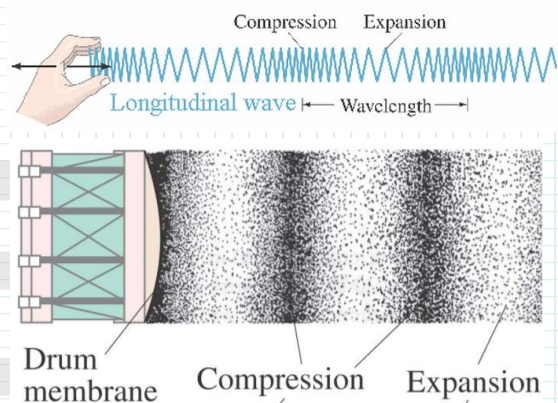 Compression Expansion
Longitudinal wave
Wavelength
Drum
membrane
Compression
Expansion